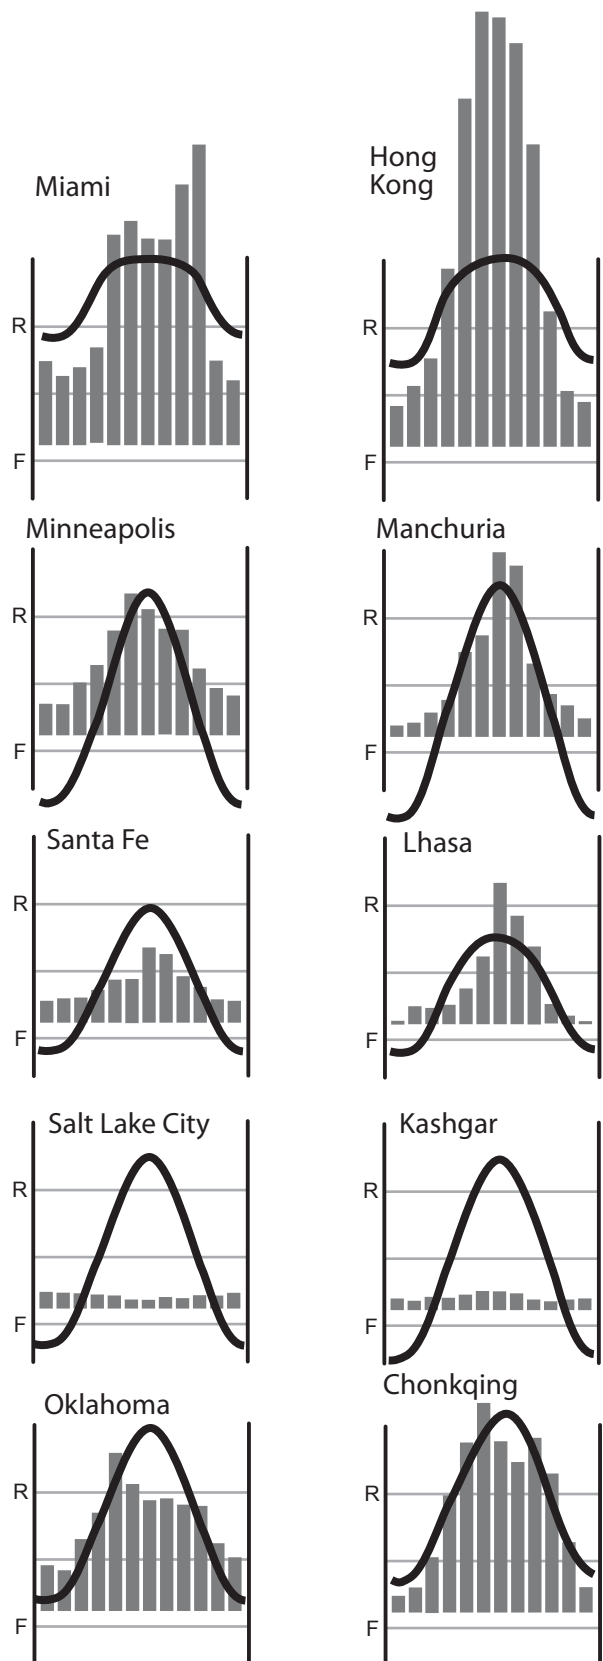 Miami
Hong
Kong
R
R
F
F
Minneapolis
Manchuria
R
R
F
F
Santa Fe
Lhasa
R
R
F
F
Salt Lake City
Kashgar
R
R
F
F
Oklahoma
Chonkqing
R
R
F
F